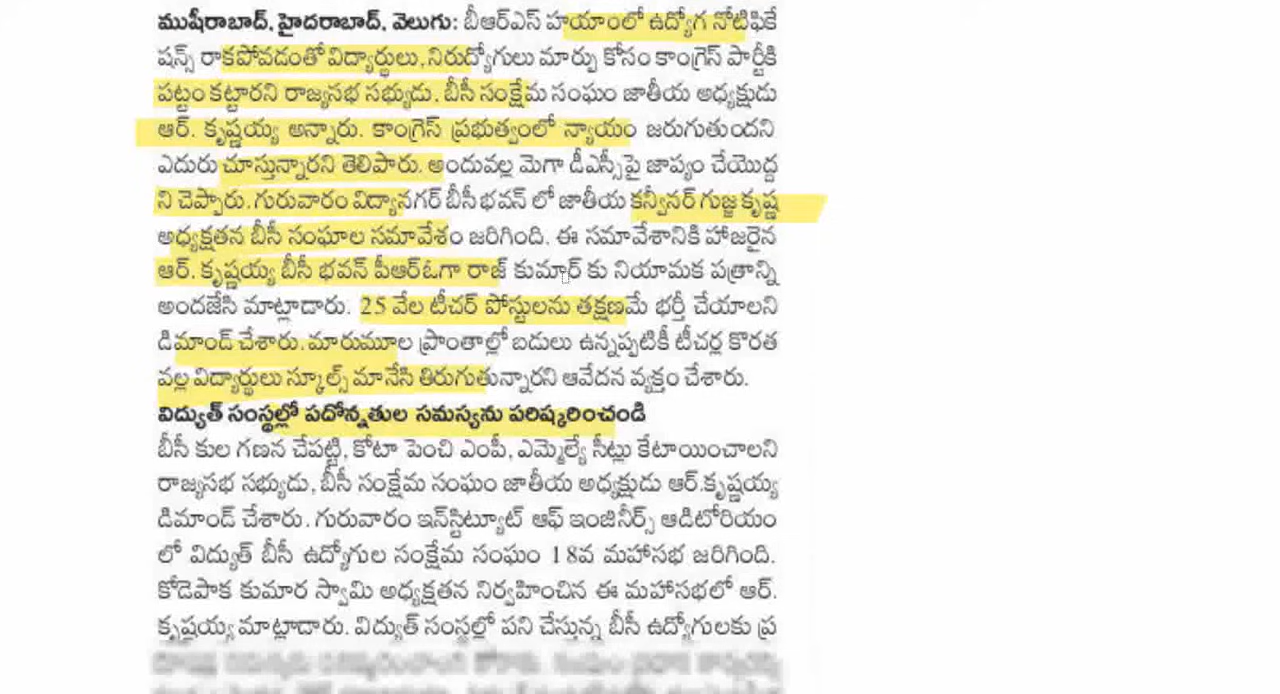 ముషీరాబాద్, హైదరాబాద్, వెలుగు: బీఆర్ఎస్ హయాంలో ఉద్యోగ నోటిఫికే
షన్స్ రాకపోవడంతో విద్యార్థులు, నిరుద్యోగులు మార్పు కోసం కాంగ్రెస్ పార్టీకి
పట్టం కట్టారని రాజ్యసభ సభ్యుడు, బీసీ సంక్షేమ సంఘం జాతీయ అధ్యక్షుడు
ఆర్. కృష్ణయ్య అన్నారు. కాంగ్రెస్ ప్రభుత్వంలో న్యాయం జరుగుతుందని
ఎదురు చూస్తున్నారని తెలిపారు. అందువల్ల మెగా డీఎస్సీపై జాప్యం చేయొద్ద
ని చెప్పారు. గురువారం విద్యానగర్ బీసీ భవన్ లో జాతీయ కన్వీనర్ గుజ్జ కృష్ణ
అధ్యక్షతన బీసీ సంఘాల సమావేశం జరిగింది. ఈ సమావేశానికి హాజరైన
ఆర్. కృష్ణయ్య బీసీ భవన్ పీఆర్ఓగా రాజ్ కుమార్ కు నియామక పత్రాన్ని
అందజేసి మాట్లాడారు. 25 వేల టీచర్ పోస్టులను తక్షణమే భర్తీ చేయాలని
డిమాండ్ చేశారు. మారుమూల ప్రాంతాల్లో బడులు ఉన్నప్పటికీ టీచర్ల కొరత
వల్ల విద్యార్థులు స్కూల్స్ మానేసి తిరుగుతున్నారని ఆవేదన వ్యక్తం చేశారు.
విద్యుత్ సంస్థల్లో పదోన్నతుల సమస్యను పరిష్కరించండి
బీసీ కుల గణన చేపట్టి, కోటా పెంచి ఎంపీ, ఎమ్మెల్యే సీట్లు కేటాయించాలని
రాజ్యసభ సభ్యుడు, బీసీ సంక్షేమ సంఘం జాతీయ అధ్యక్షుడు ఆర్.కృష్ణయ్య
డిమాండ్ చేశారు. గురువారం ఇన్‌స్టిట్యూట్ ఆఫ్ ఇంజినీర్స్ ఆడిటోరియం
లో విద్యుత్ బీసీ ఉద్యోగుల సంక్షేమ సంఘం 18వ మహాసభ జరిగింది.
కోడెపాక కుమార స్వామి అధ్యక్షతన నిర్వహించిన ఈ మహాసభలో ఆర్.
కృష్ణయ్య మాట్లాడారు. విద్యుత్ సంస్థల్లో పని చేస్తున్న బీసీ ఉద్యోగులకు ప్ర